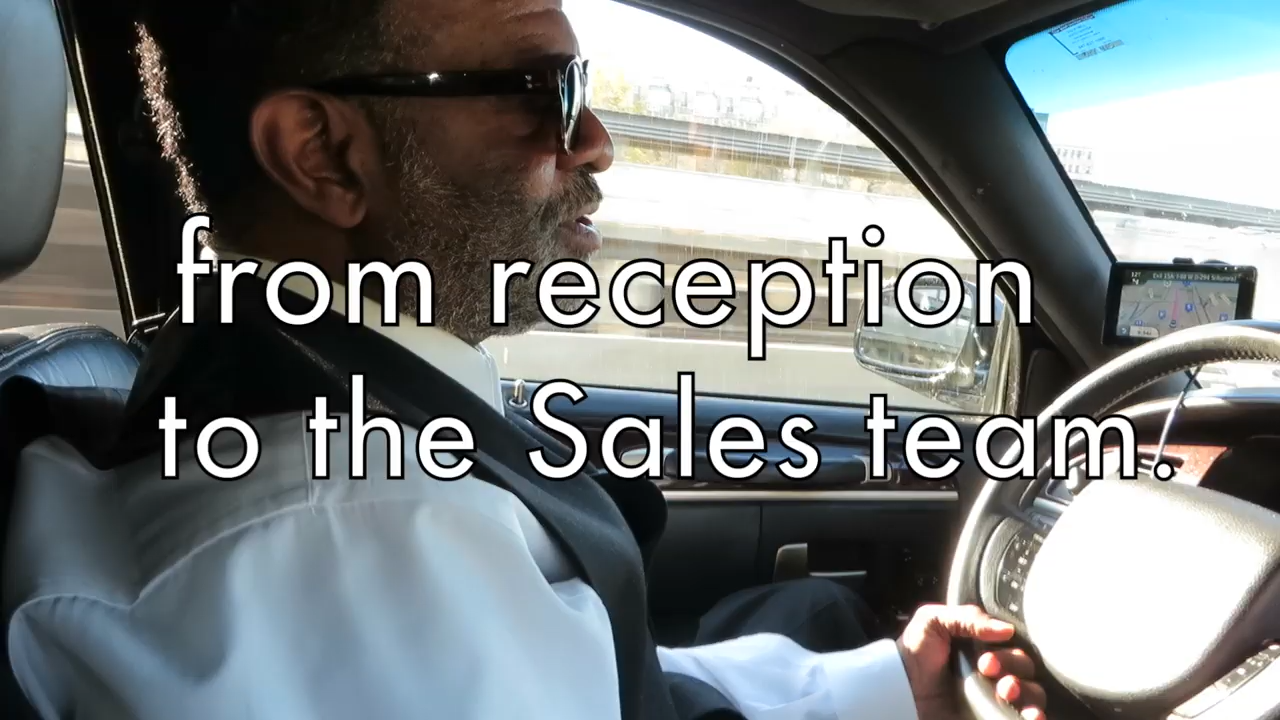 from reception
to the Sales team.